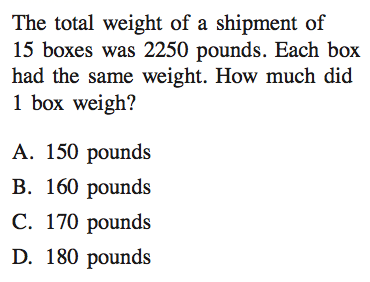 The total weight of a shipment of
15 boxes was 2250 pounds. Each box
had the same weight. How much did
1 box weigh?
A. 150 pounds
B. 160 pounds
C. 170 pounds
D. 180 pounds